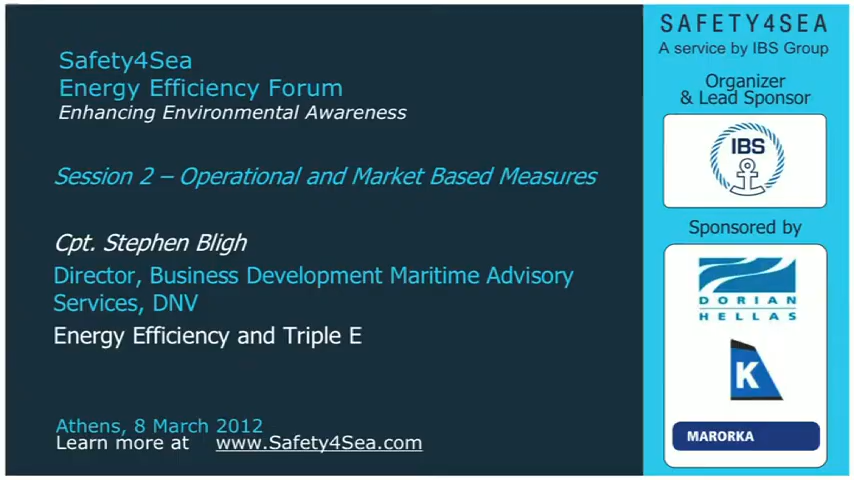 Safety4Sea
Energy Efficiency Forum
Enhancing Environmental Awareness
Session 2 – Operational and Market Based Measures
Cpt. Stephen Bligh
Director, Business Development Maritime Advisory
Services, DNV
Energy Efficiency and Triple E
Athens, 8 March 2012
Learn more at www.Safety4Sea.com
SAFETY4SEA
A service by IBS Group
Organizer
& Lead Sponsor
IBS
Sponsored by
DORIAN
HELLAS
K
MARORKA